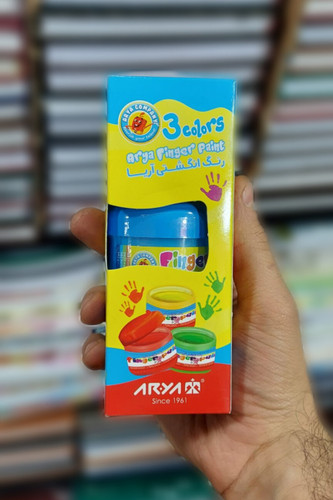 ARYA COMPANY
3 colors
Arya Finger Paint
رنگ انگشتی آریا
Finger
ARYA
Since 1961